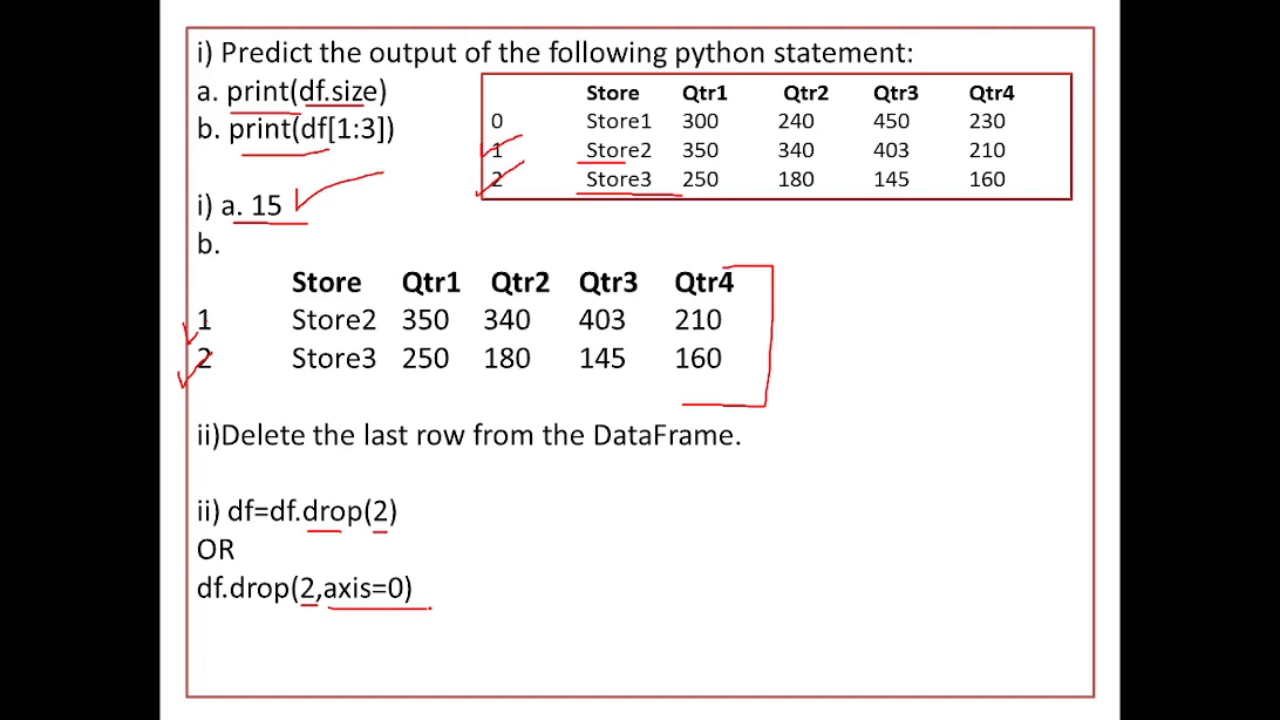 i) Predict the output of the following python statement:
a. print(df.size)
b. print(df[1:3])
Store Qtr1 Qtr2 Qtr3 Qtr4
0 Store1 300 240 450 230
1 Store2 350 340 403 210
2 Store3 250 180 145 160
i) a. 15
b.
Store Qtr1 Qtr2 Qtr3 Qtr4
1 Store2 350 340 403 210
2 Store3 250 180 145 160
ii)Delete the last row from the DataFrame.
ii) df=df.drop(2)
OR
df.drop(2,axis=0)